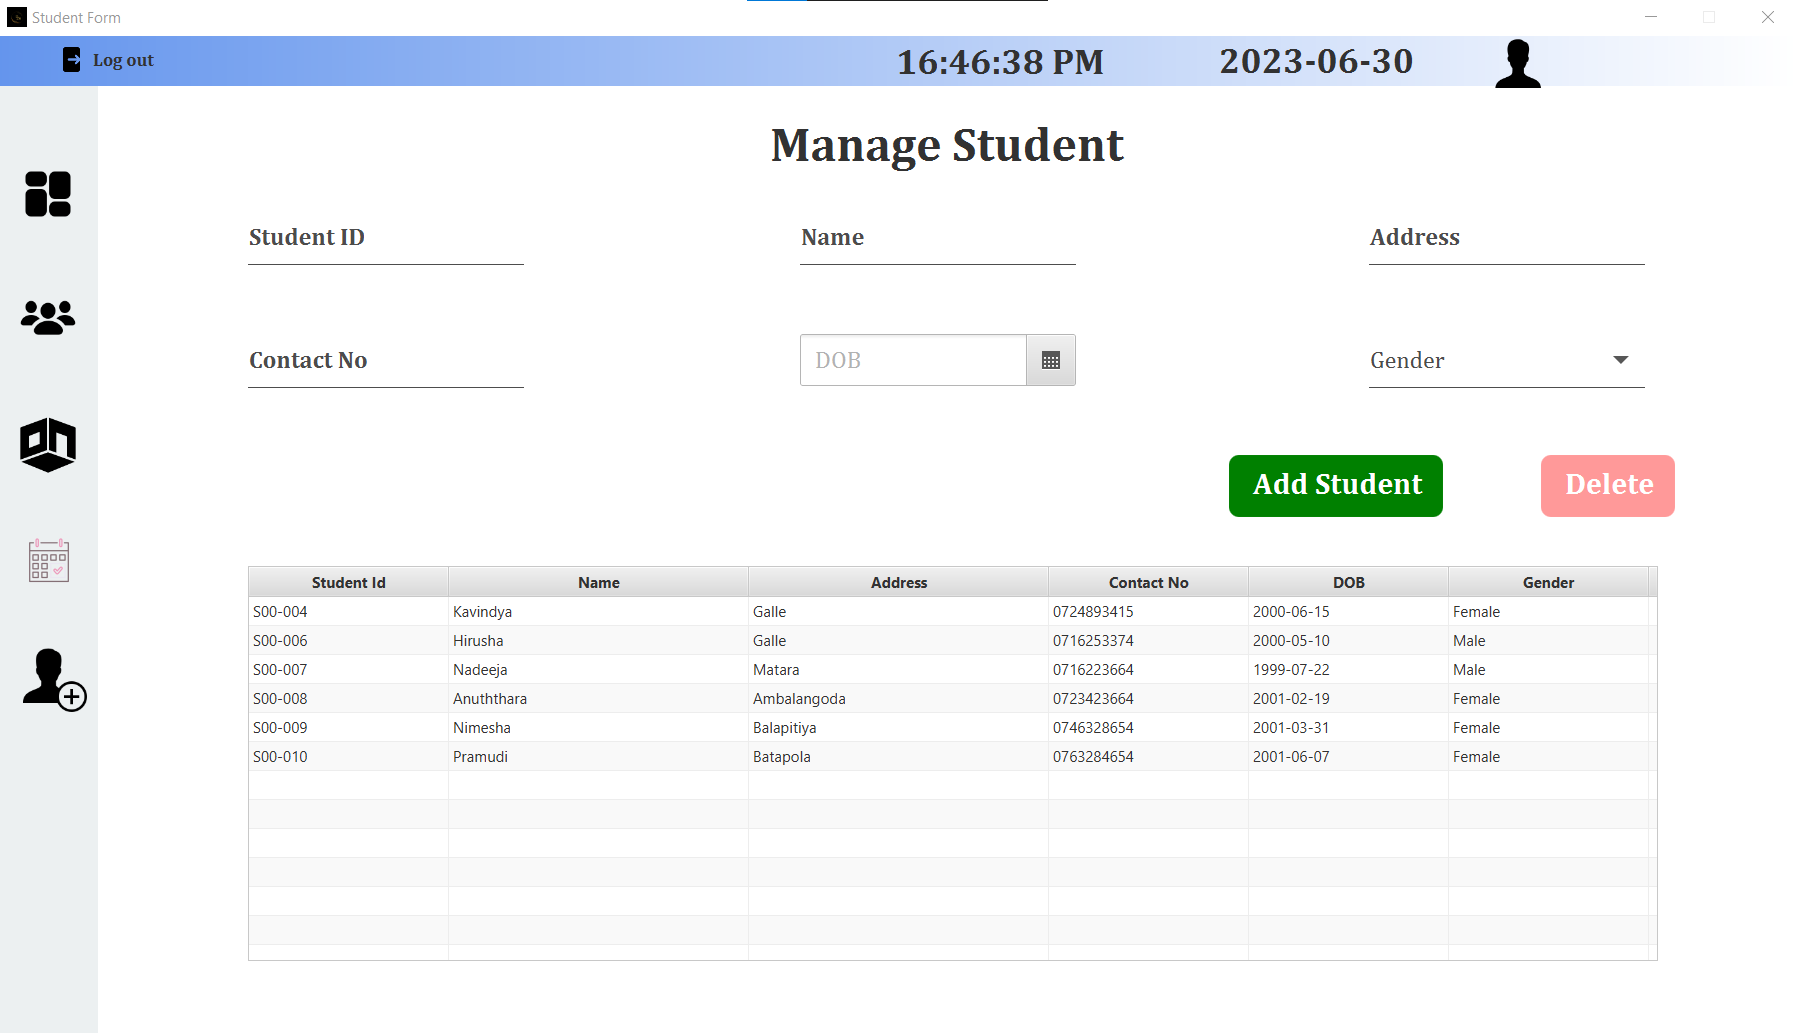 Student Form
Log out 16:46:38 PM 2023-06-30
Manage Student
Student ID Name Address
Contact No DOB Gender
Add Student Delete
Student Id Name Address Contact No DOB Gender
S00-004 Kavindya Galle 0724893415 2000-06-15 Female
S00-006 Hirusha Galle 0716253374 2000-05-10 Male
S00-007 Nadeeja Matara 0716223664 1999-07-22 Male
S00-008 Anuththara Ambalangoda 0723423664 2001-02-19 Female
S00-009 Nimesha Balapitiya 0746328654 2001-03-31 Female
S00-010 Pramudi Batapola 0763284654 2001-06-07 Female